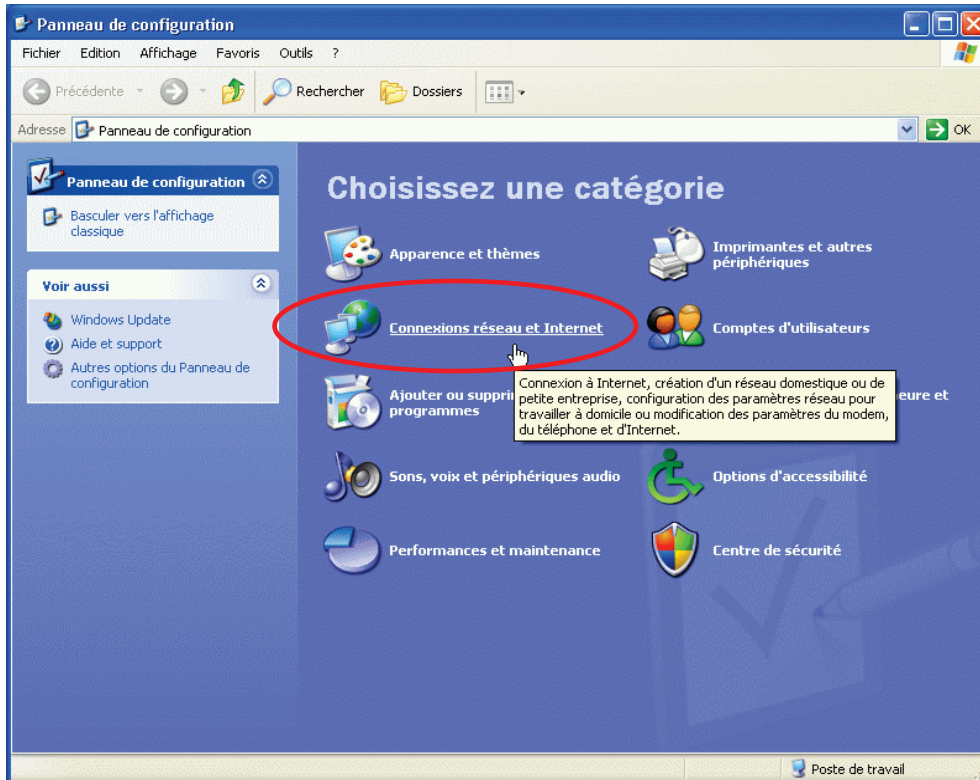 Panneau de configuration
Fichier Edition Affichage Favoris Outils ?
Précédente Rechercher Dossiers
Adresse Panneau de configuration OK
Panneau de configuration
Basculer vers l'affichage
classique
Voir aussi
Windows Update
Aide et support
Autres options du Panneau de
configuration
Choisissez une catégorie
Apparence et thèmes
Imprimantes et autres
périphériques
Connexions réseau et Internet
Comptes d'utilisateurs
Ajouter ou
programmes
et
Connexion à Internet, création d'un réseau domestique ou de
petite entreprise, configuration des paramètres réseau pour
travailler à domicile ou modification des paramètres du modem,
du téléphone et d'Internet.
Sons, voix et périphériques audio
Options d'accessibilité
Performances et maintenance
Centre de sécurité
Poste de travail